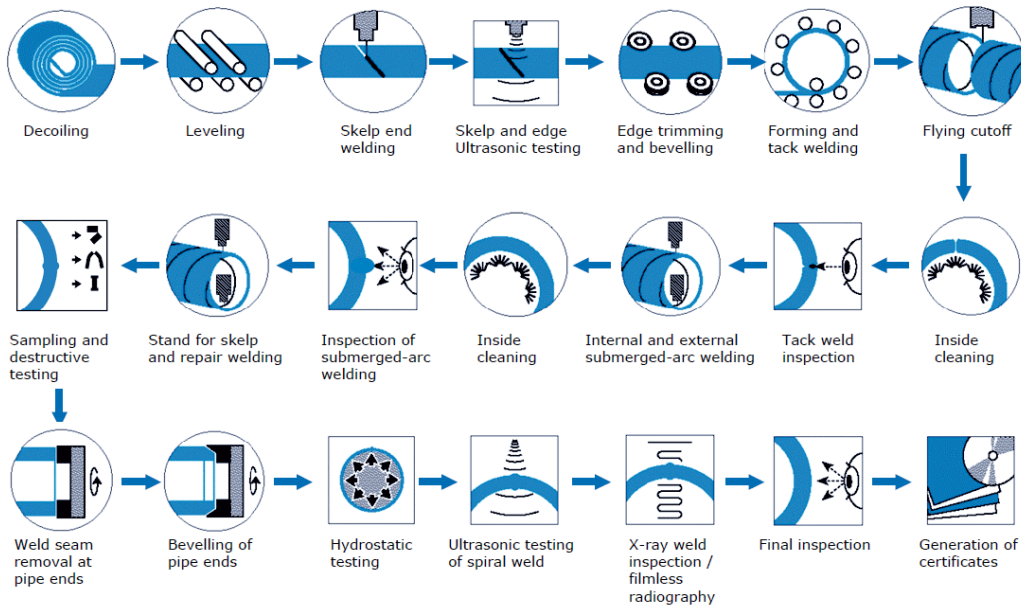 Decoiling
Leveling
Skelp end
welding
Skelp and edge
Ultrasonic testing
Edge trimming
and bevelling
Forming and
tack welding
Flying cutoff
Sampling and
destructive
testing
Stand for skelp
and repair welding
Inspection of
submerged-arc
welding
Inside
cleaning
Internal and external
submerged-arc welding
Tack weld
inspection
Inside
cleaning
Weld seam
removal at
pipe ends
Bevelling of
pipe ends
Hydrostatic
testing
Ultrasonic testing
of spiral weld
X-ray weld
inspection /
filmless
radiography
Final inspection
Generation of
certificates